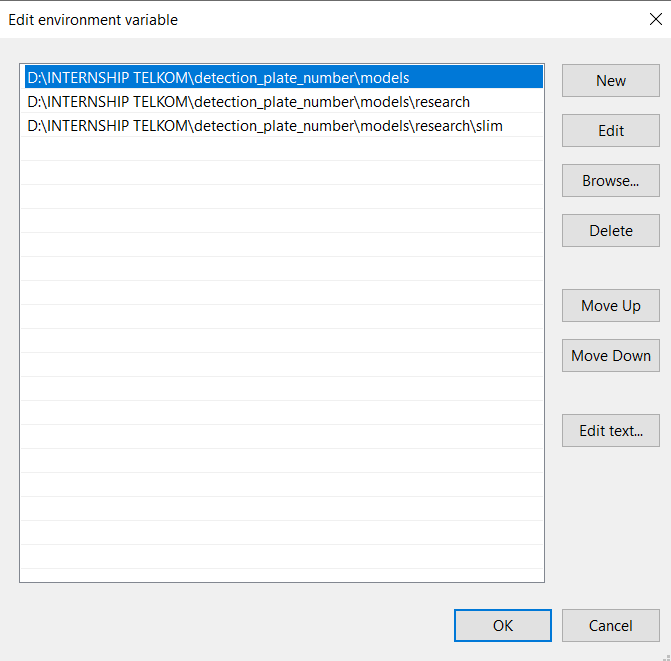 Edit environment variable
D:\INTERNSHIP TELKOM\detection_plate_number\models
D:\INTERNSHIP TELKOM\detection_plate_number\models\research
D:\INTERNSHIP TELKOM\detection_plate_number\models\research\slim
New
Edit
Browse...
Delete
Move Up
Move Down
Edit text...
OK
Cancel